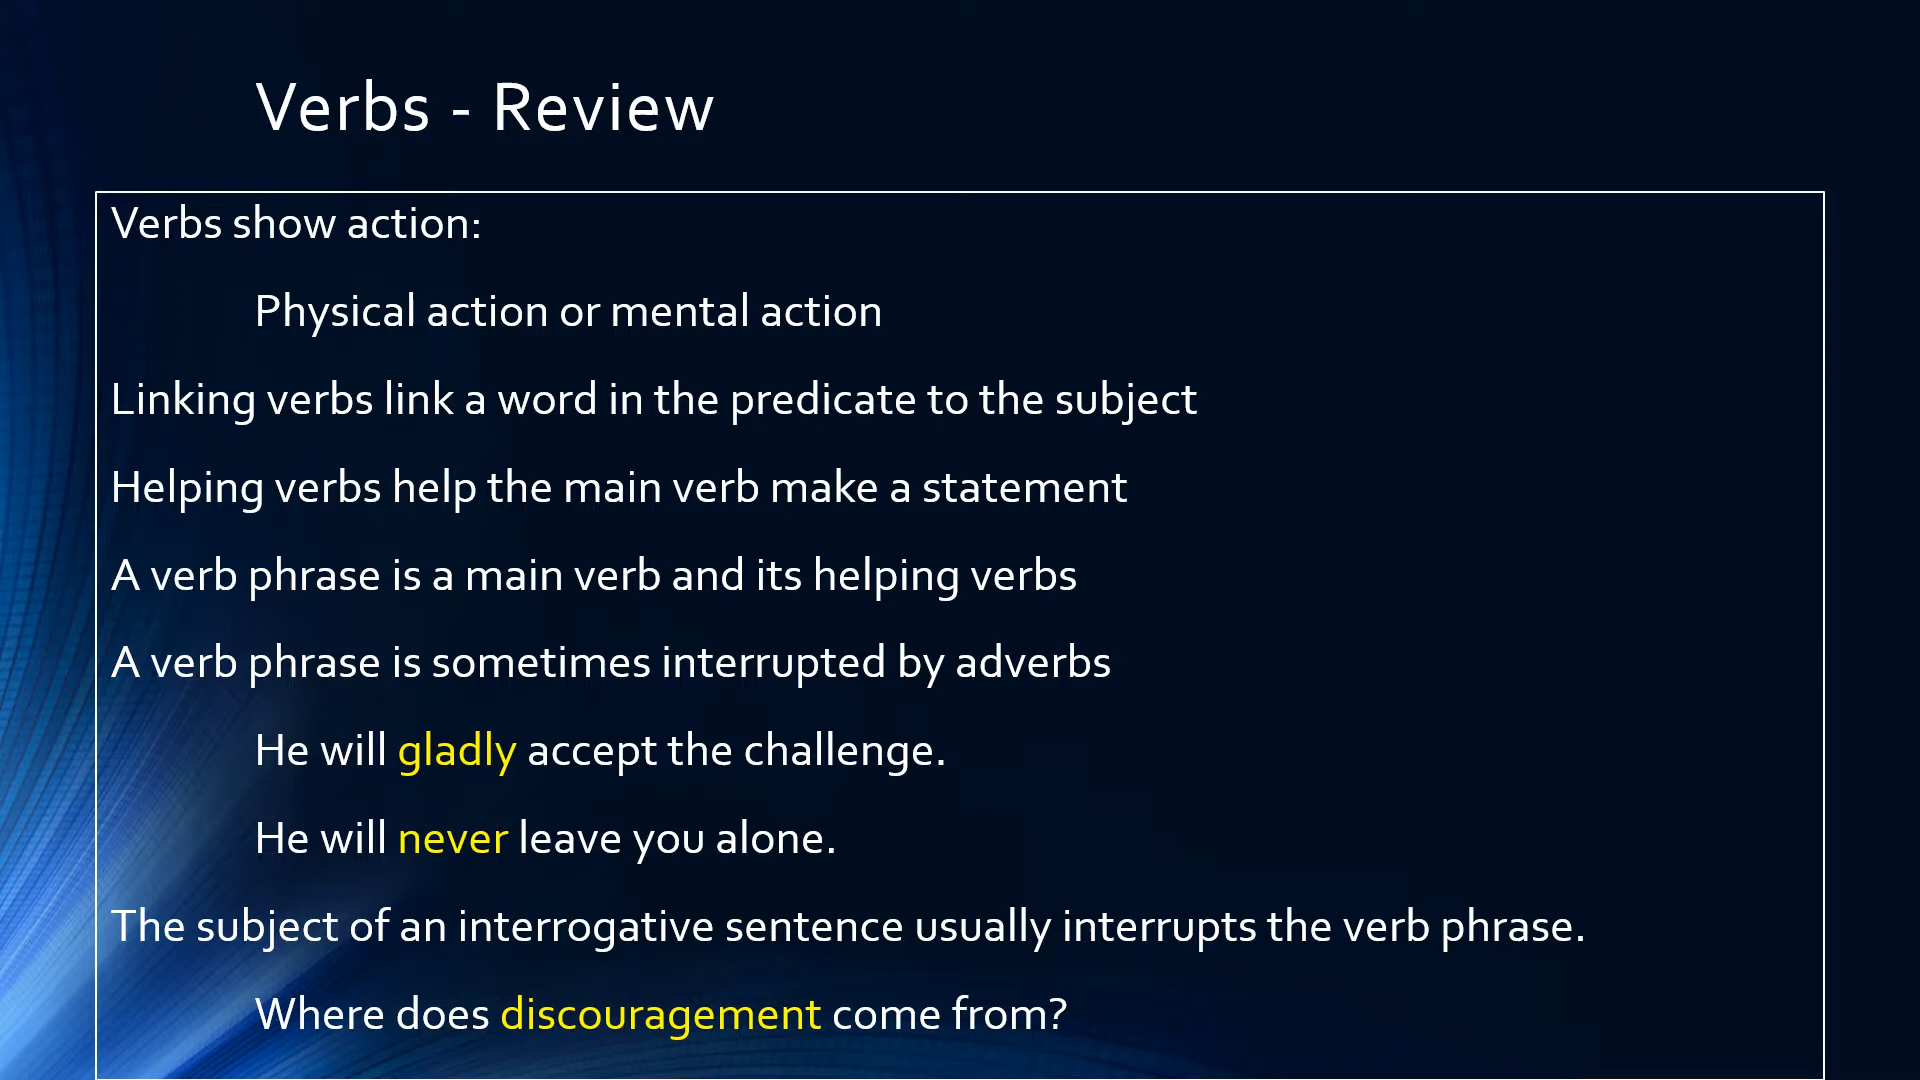 Verbs - Review
Verbs show action:
Physical action or mental action
Linking verbs link a word in the predicate to the subject
Helping verbs help the main verb make a statement
A verb phrase is a main verb and its helping verbs
A verb phrase is sometimes interrupted by adverbs
He will gladly accept the challenge.
He will never leave you alone.
The subject of an interrogative sentence usually interrupts the verb phrase.
Where does discouragement come from?